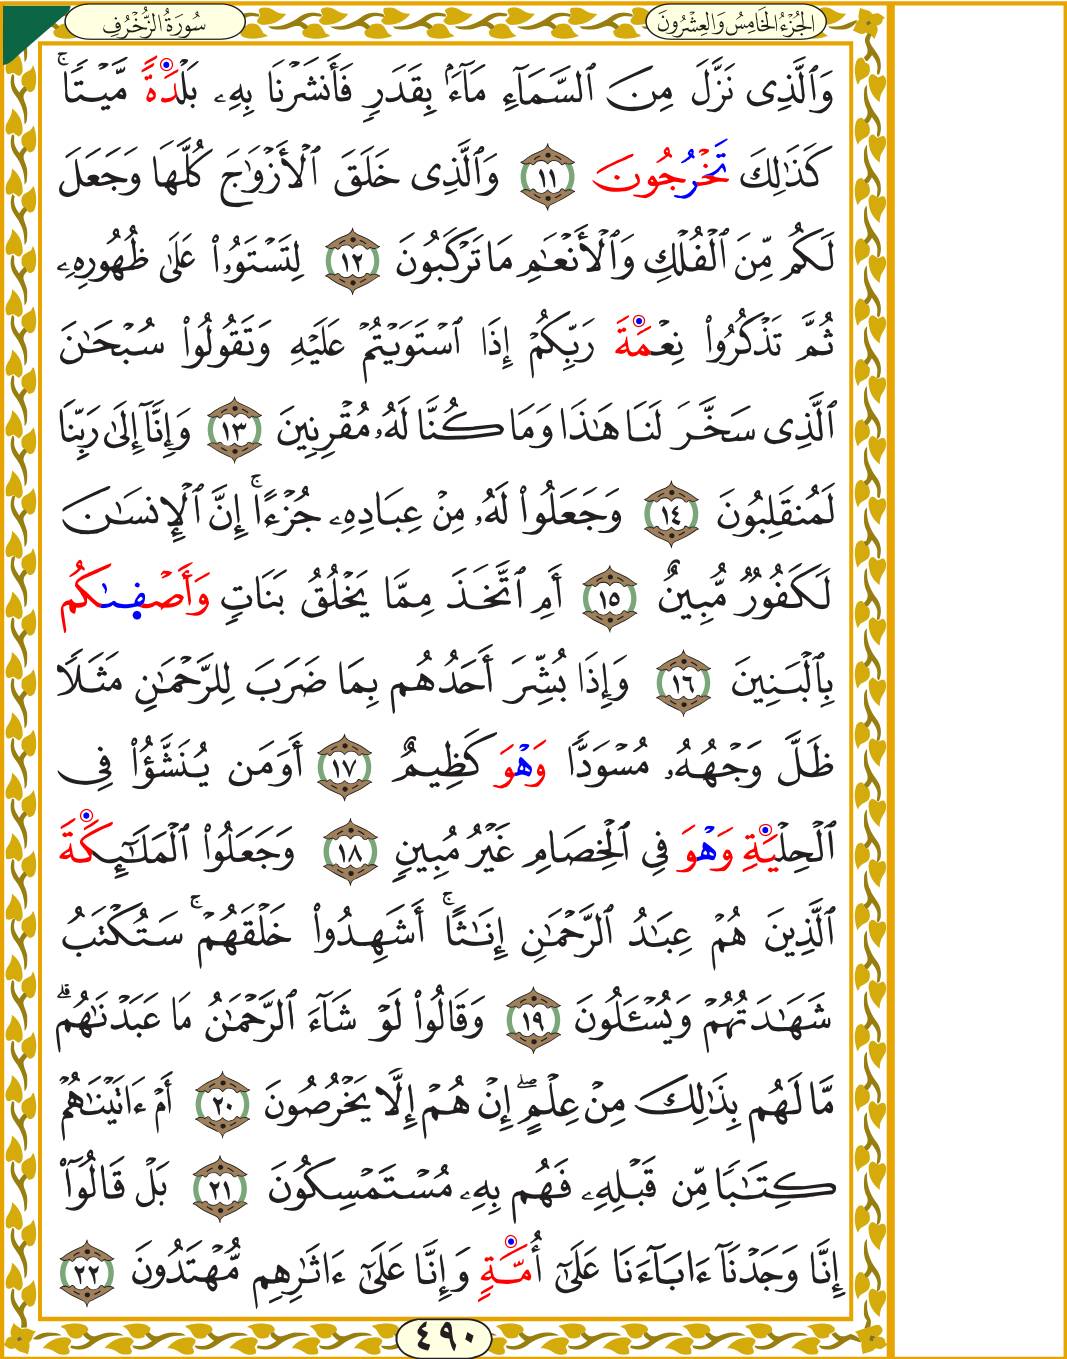 الجُزْءُ الخَامِسُ وَالعِشْرُونَ
سُورَةُ الزُّخْرُفِ
وَٱلَّذِى نَزَّلَ مِنَ ٱلسَّمَآءِ مَآءَۢ بِقَدَرٍ فَأَنشَرْنَا بِهِۦ بَلْدَةً مَّيْتًاۚ
كَذَٰلِكَ تَخْرُجُونَ ١١ وَٱلَّذِى خَلَقَ ٱلْأَزْوَٰجَ كُلَّهَا وَجَعَلَ
لَكُم مِّنَ ٱلْفُلْكِ وَٱلْأَنْعَٰمِ مَا تَرْكَبُونَ ١٢ لِتَسْتَوُۥا۟ عَلَىٰ ظُهُورِهِۦ
ثُمَّ تَذْكُرُوا۟ نِعْمَةَ رَبِّكُمْ إِذَا ٱسْتَوَيْتُمْ عَلَيْهِ وَتَقُولُوا۟ سُبْحَٰنَ
ٱلَّذِى سَخَّرَ لَنَا هَٰذَا وَمَا كُنَّا لَهُۥ مُقْرِنِينَ ١٣ وَإِنَّآ إِلَىٰ رَبِّنَا
لَمُنقَلِبُونَ ١٤ وَجَعَلُوا۟ لَهُۥ مِنْ عِبَادِهِۦ جُزْءًاۚ إِنَّ ٱلْإِنسَٰنَ
لَكَفُورٌ مُّبِينٌ ١٥ أَمِ ٱتَّخَذَ مِمَّا يَخْلُقُ بَنَاتٍ وَأَصْفَىٰكُم
بِٱلْبَنِينَ ١٦ وَإِذَا بُشِّرَ أَحَدُهُم بِمَا ضَرَبَ لِلرَّحْمَٰنِ مَثَلًا
ظَلَّ وَجْهُهُۥ مُسْوَدًّا وَهْوَ كَظِيمٌ ١٧ أَوَمَن يُنَشَّؤُا۟ فِى
ٱلْحِلْيَةِ وَهْوَ فِى ٱلْخِصَامِ غَيْرُ مُبِينٍ ١٨ وَجَعَلُوا۟ ٱلْمَلَٰٓئِكَةَ
ٱلَّذِينَ هُمْ عِبَٰدُ ٱلرَّحْمَٰنِ إِنَٰثًاۚ أَشَهِدُوا۟ خَلْقَهُمْۚ سَتُكْتَبُ
شَهَٰدَتُهُمْ وَيُسْـَٔلُونَ ١٩ وَقَالُوا۟ لَوْ شَآءَ ٱلرَّحْمَٰنُ مَا عَبَدْنَٰهُمۗ
مَّا لَهُم بِذَٰلِكَ مِنْ عِلْمٍۖ إِنْ هُمْ إِلَّا يَخْرُصُونَ ٢٠ أَمْ ءَاتَيْنَٰهُمْ
كِتَٰبًا مِّن قَبْلِهِۦ فَهُم بِهِۦ مُسْتَمْسِكُونَ ٢١ بَلْ قَالُوٓا۟
إِنَّا وَجَدْنَآ ءَابَآءَنَا عَلَىٰٓ أُمَّةٍ وَإِنَّا عَلَىٰٓ ءَاثَٰرِهِم مُّهْتَدُونَ ٢٢
٤٩٠